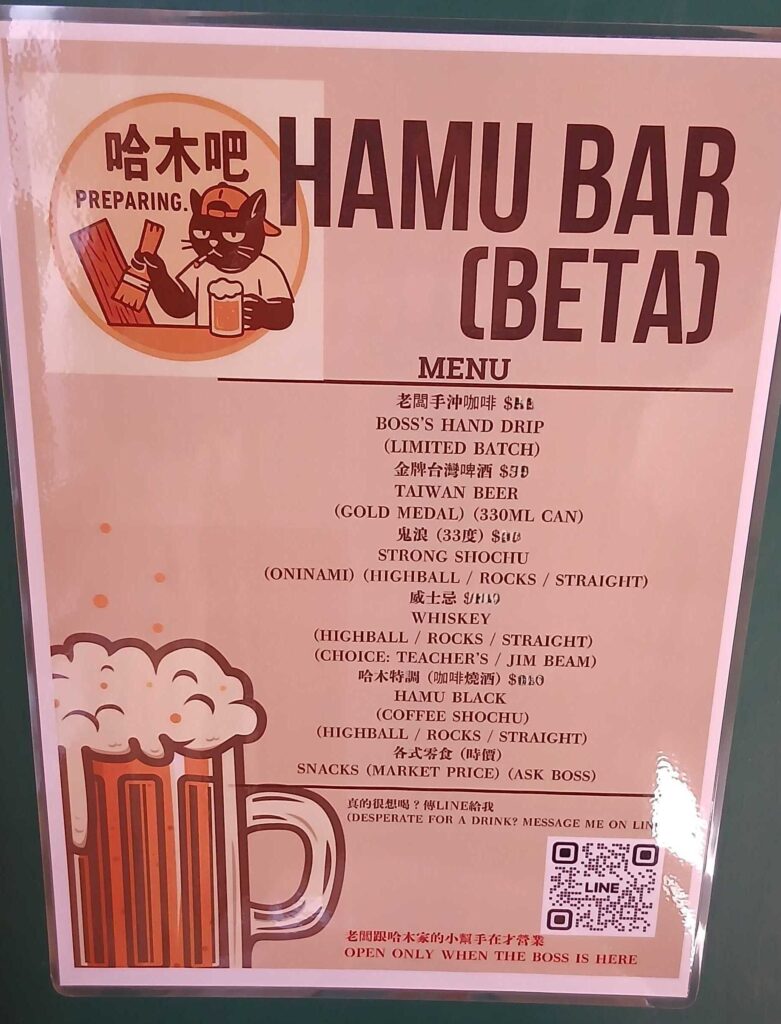 哈木吧
PREPARING.
HAMU BAR
(BETA)
MENU
老闆手沖咖啡
BOSS'S HAND DRIP
(LIMITED BATCH)
金牌台灣啤酒
TAIWAN BEER
(GOLD MEDAL) (330ML CAN)
鬼浪 (33度)
STRONG SHOCHU
(ONINAMI) (HIGHBALL / ROCKS / STRAIGHT)
威士忌
WHISKEY
(HIGHBALL / ROCKS / STRAIGHT)
(CHOICE: TEACHER'S / JIM BEAM)
哈木特調 (咖啡燒酒)
HAMU BLACK
(COFFEE SHOCHU)
(HIGHBALL / ROCKS / STRAIGHT)
各式零食 (時價)
SNACKS (MARKET PRICE) (ASK BOSS)
真的很想喝？傳LINE給我
(DESPERATE FOR A DRINK? MESSAGE ME ON LIN
LINE
老闆跟哈木家的小幫手在才營業
OPEN ONLY WHEN THE BOSS IS HERE